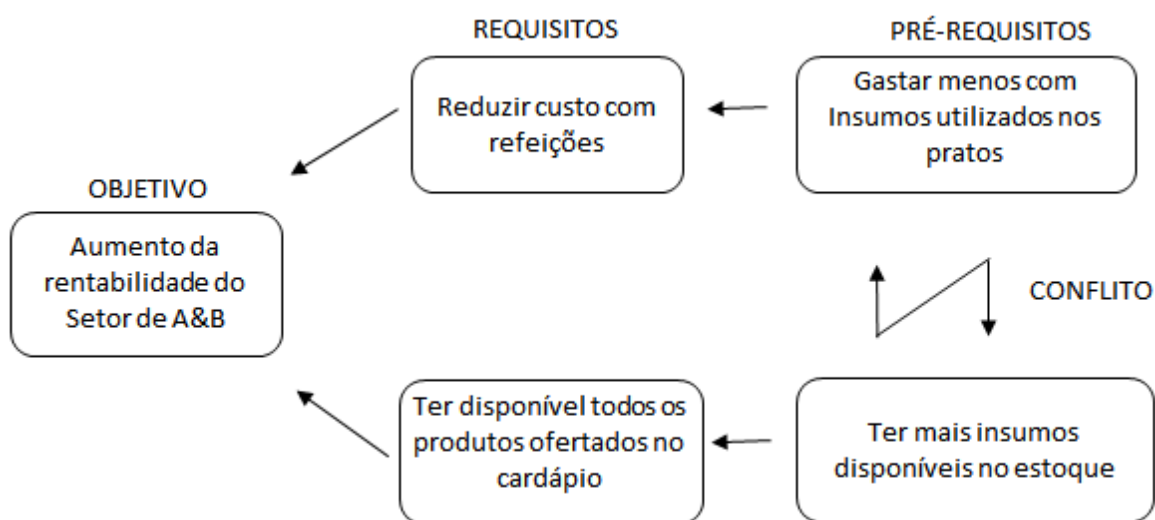 REQUISITOS
PRÉ-REQUISITOS
Reduzir custo com
refeições
Gastar menos com
Insumos utilizados nos
pratos
OBJETIVO
Aumento da
rentabilidade do
Setor de A&B
CONFLITO
Ter disponível todos os
produtos ofertados no
cardápio
Ter mais insumos
disponíveis no estoque